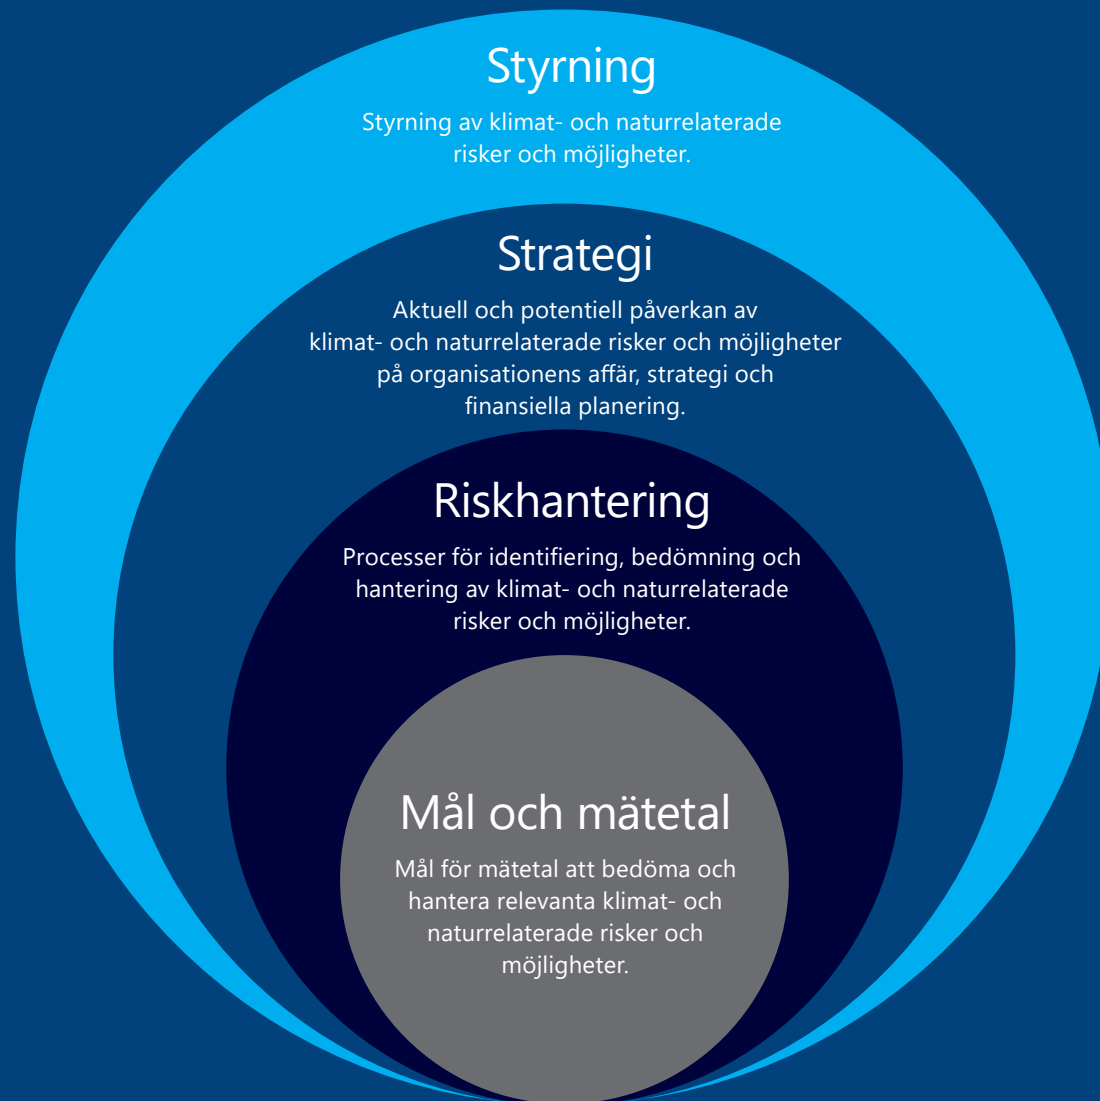 Styrning
Styrning av klimat- och naturrelaterade
risker och möjligheter.
Strategi
Aktuell och potentiell påverkan av
klimat- och naturrelaterade risker och möjligheter
på organisationens affär, strategi och
finansiella planering.
Riskhantering
Processer för identifiering, bedömning och
hantering av klimat- och naturrelaterade
risker och möjligheter.
Mål och mätetal
Mål för mätetal att bedöma och
hantera relevanta klimat- och
naturrelaterade risker och
möjligheter.